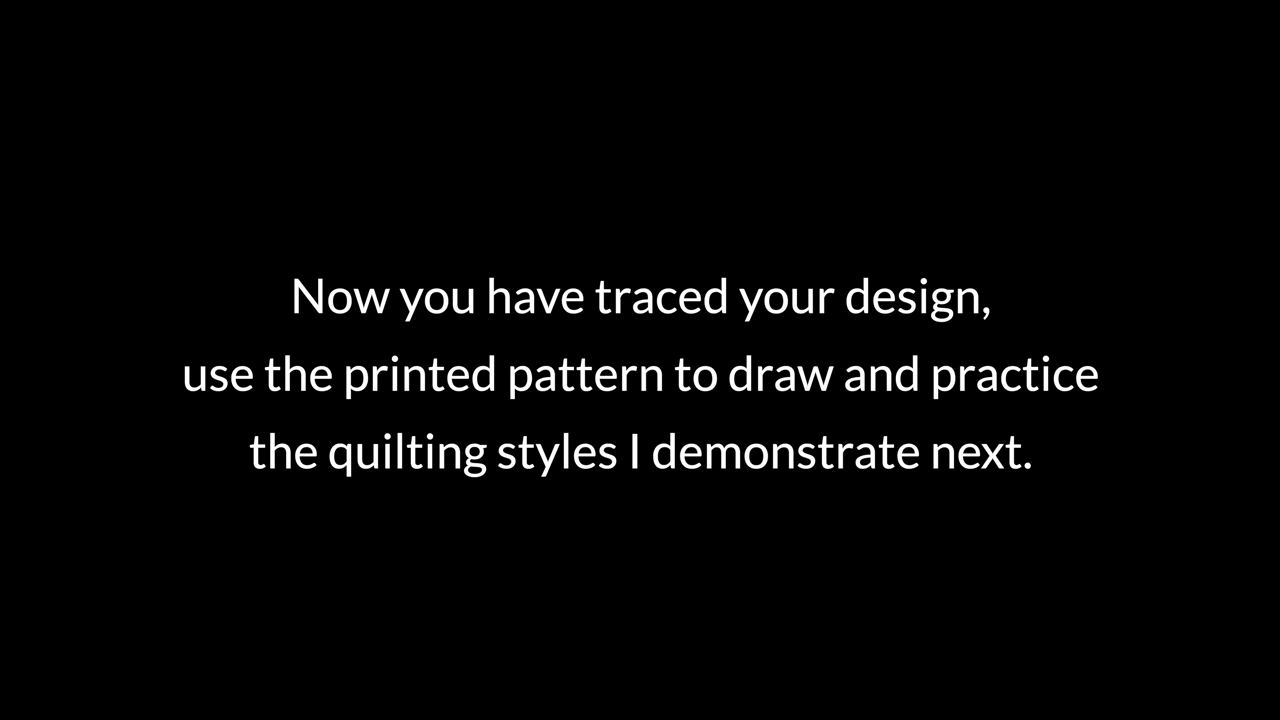 Now you have traced your design,
use the printed pattern to draw and practice
the quilting styles I demonstrate next.